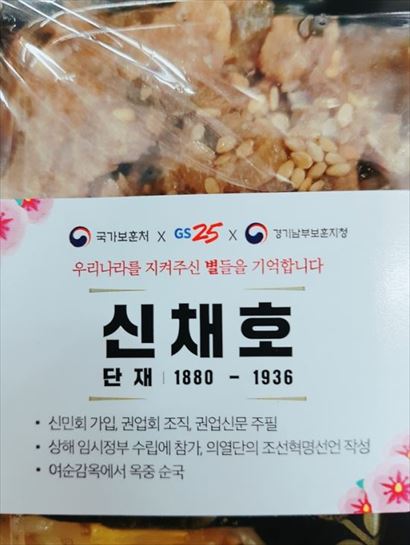 국가보훈처 X GS25 X 경기남부보훈지청
우리나라를 지켜주신 별들을 기억합니다
신채호
단재 | 1880 - 1936
• 신민회 가입, 권업회 조직, 권업신문 주필
• 상해 임시정부 수립에 참가, 의열단의 조선혁명선언 작성
• 여순감옥에서 옥중 순국